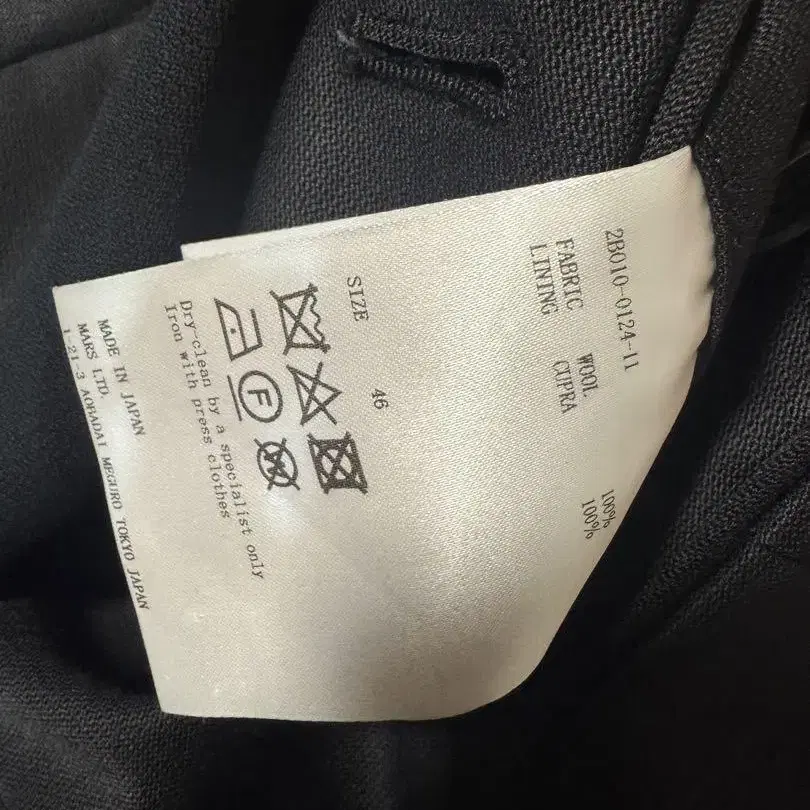 2B010-0124-11
FABRIC WOOL 100%
LINING CUPRA 100%
SIZE 46
F
W
Dry-clean by a specialist only
Iron with press clothes
MADE IN JAPAN
MARS LTD.
1-21-3 AOBADAI MEGURO TOKYO JAPAN